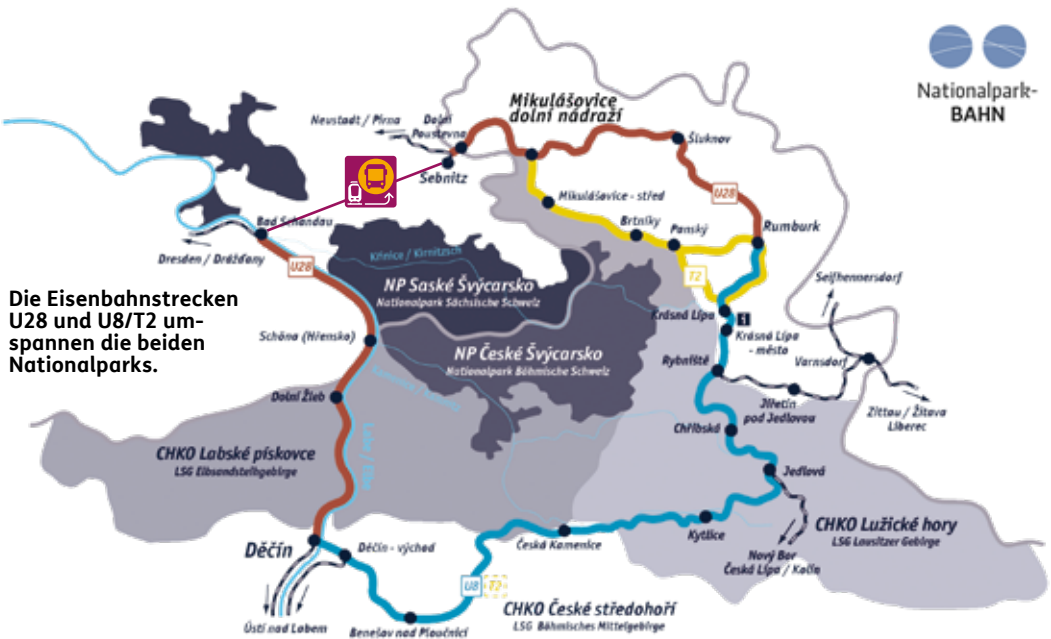 Nationalpark-
BAHN
Mikulášovice
dolní nádraží
Neustadt / Pirna
Dolní
Poustevna
Sebnitz
Šluknov
U28
Mikulášovice - střed
Brtníky
Panský
Rumburk
T2
Bad Schandau
Dresden / Drážďany
U28
Křinice / Kirnitzsch
NP Saské Švýcarsko
Nationalpark Sächsische Schweiz
Seifhennersdorf
Die Eisenbahnstrecken
U28 und U8/T2 um-
spannen die beiden
Nationalparks.
Schöna (Hřensko)
NP České Švýcarsko
Nationalpark Böhmische Schweiz
Krásná Lípa
Krásná Lípa
- město
Rybniště
Varnsdorf
Kamenice / Kamnitz
Dolní Žleb
Jiřetín
pod Jedlovou
Zittau / Žitava
Liberec
Chřibská
CHKO Labské pískovce
LSG Elbsandsteingebirge
Labe / Elbe
Jedlová
CHKO Lužické hory
LSG Lausitzer Gebirge
Kytlice
Česká Kamenice
Nový Bor
Česká Lípa / Kolín
Děčín
Děčín - východ
U8
T2
CHKO České středohoří
LSG Böhmisches Mittelgebirge
Ústí nad Labem
Benešov nad Ploučnicí